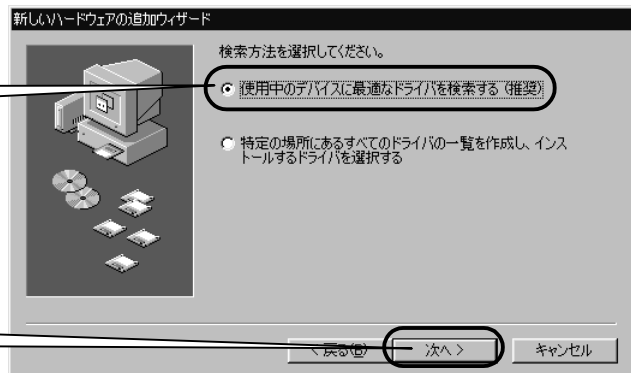 新しいハードウェアの追加ウィザード
検索方法を選択してください。
使用中のデバイスに最適なドライバを検索する (推奨)
特定の場所にあるすべてのドライバの一覧を作成し、インス
トールするドライバを選択する
< 戻る(B)
次へ >
キャンセル